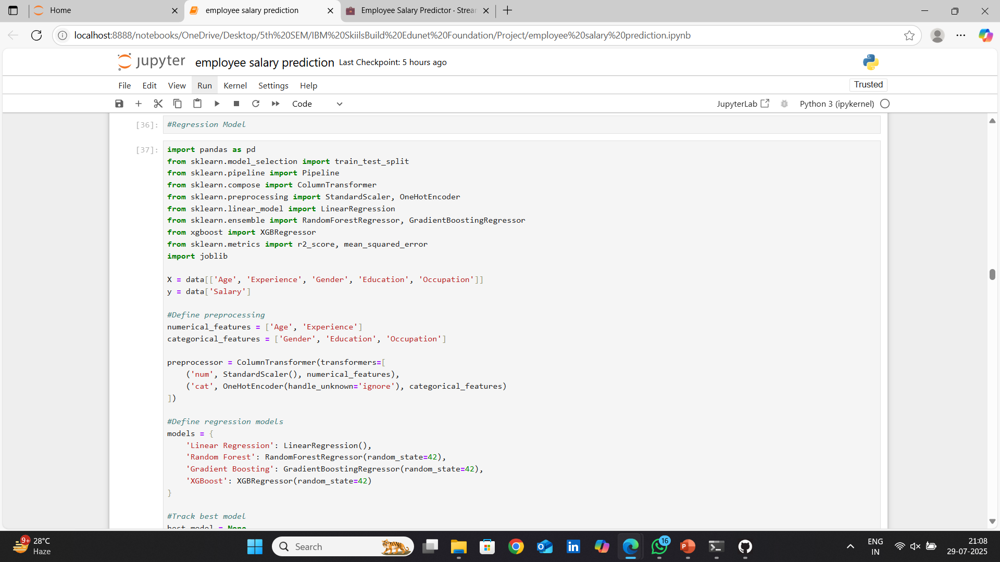 Home
employee salary prediction
Employee Salary Predictor · Strear
localhost:8888/notebooks/OneDrive/Desktop/5th%20SEM/IBM%20SkiilsBuild%20Edunet%20Foundation/Project/employee%20salary%20prediction.ipynb
jupyter employee salary prediction Last Checkpoint: 5 hours ago
File Edit View Run Kernel Settings Help
Trusted
Code
JupyterLab
Python 3 (ipykernel)
[36]: #Regression Model
[37]: import pandas as pd
from sklearn.model_selection import train_test_split
from sklearn.pipeline import Pipeline
from sklearn.compose import ColumnTransformer
from sklearn.preprocessing import StandardScaler, OneHotEncoder
from sklearn.linear_model import LinearRegression
from sklearn.ensemble import RandomForestRegressor, GradientBoostingRegressor
from xgboost import XGBRegressor
from sklearn.metrics import r2_score, mean_squared_error
import joblib
X = data[['Age', 'Experience', 'Gender', 'Education', 'Occupation']]
y = data['Salary']
#Define preprocessing
numerical_features = ['Age', 'Experience']
categorical_features = ['Gender', 'Education', 'Occupation']
preprocessor = ColumnTransformer(transformers=[
    ('num', StandardScaler(), numerical_features),
    ('cat', OneHotEncoder(handle_unknown='ignore'), categorical_features)
])
#Define regression models
models = {
    'Linear Regression': LinearRegression(),
    'Random Forest': RandomForestRegressor(random_state=42),
    'Gradient Boosting': GradientBoostingRegressor(random_state=42),
    'XGBoost': XGBRegressor(random_state=42)
}
#Track best model
best_model = None
9+
28°C
Haze
Search
16
ENG
IN
21:08
29-07-2025